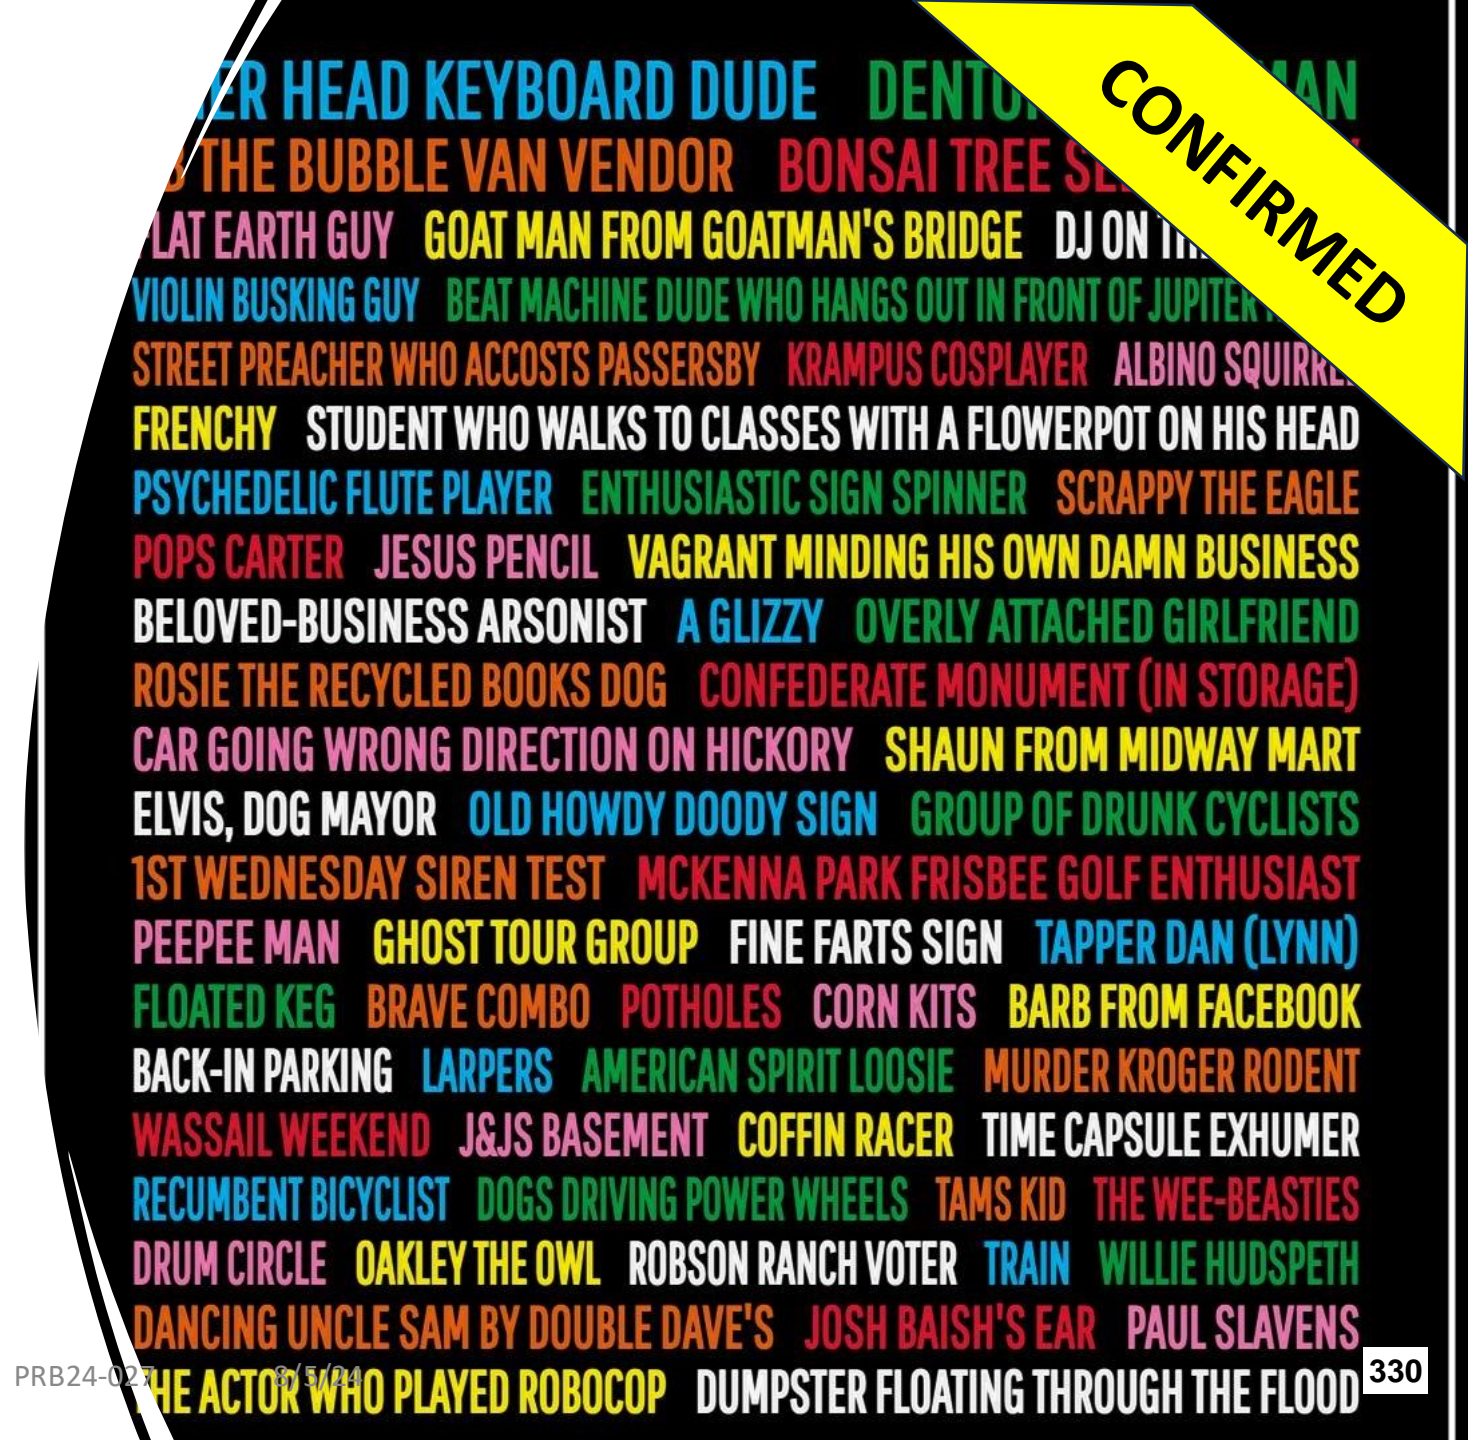 HEAD KEYBOARD DUDE
CONFIRMED
THE BUBBLE VAN VENDOR BONSAI TREE
FLAT EARTH GUY GOAT MAN FROM GOATMAN'S BRIDGE DJ ON
VIOLIN BUSKING GUY BEAT MACHINE DUDE WHO HANGS OUT IN FRONT OF JUPITER
STREET PREACHER WHO ACCOSTS PASSERSBY KRAMPUS COSPLAYER ALBINO SQUIRREL
FRENCHY STUDENT WHO WALKS TO CLASSES WITH A FLOWERPOT ON HIS HEAD
PSYCHEDELIC FLUTE PLAYER ENTHUSIASTIC SIGN SPINNER SCRAPPY THE EAGLE
POPS CARTER JESUS PENCIL VAGRANT MINDING HIS OWN DAMN BUSINESS
BELOVED-BUSINESS ARSONIST A GLIZZY OVERLY ATTACHED GIRLFRIEND
ROSIE THE RECYCLED BOOKS DOG CONFEDERATE MONUMENT (IN STORAGE)
CAR GOING WRONG DIRECTION ON HICKORY SHAUN FROM MIDWAY MART
ELVIS, DOG MAYOR OLD HOWDY DOODY SIGN GROUP OF DRUNK CYCLISTS
1ST WEDNESDAY SIREN TEST MCKENNA PARK FRISBEE GOLF ENTHUSIAST
PEEPEE MAN GHOST TOUR GROUP FINE FARTS SIGN TAPPER DAN (LYNN)
FLOATED KEG BRAVE COMBO POTHOLES CORN KITS BARB FROM FACEBOOK
BACK-IN PARKING LARPERS AMERICAN SPIRIT LOOSIE MURDER KROGER RODENT
WASSAIL WEEKEND J&JS BASEMENT COFFIN RACER TIME CAPSULE EXHUMER
RECUMBENT BICYCLIST DOGS DRIVING POWER WHEELS TAMS KID THE WEE-BEASTIES
DRUM CIRCLE OAKLEY THE OWL ROBSON RANCH VOTER TRAIN WILLIE HUDSPETH
DANCING UNCLE SAM BY DOUBLE DAVE'S JOSH BAISH'S EAR PAUL SLAVENS
THE ACTOR WHO PLAYED ROBOCOP DUMPSTER FLOATING THROUGH THE FLOOD
PRB24-027 8/5/24 330